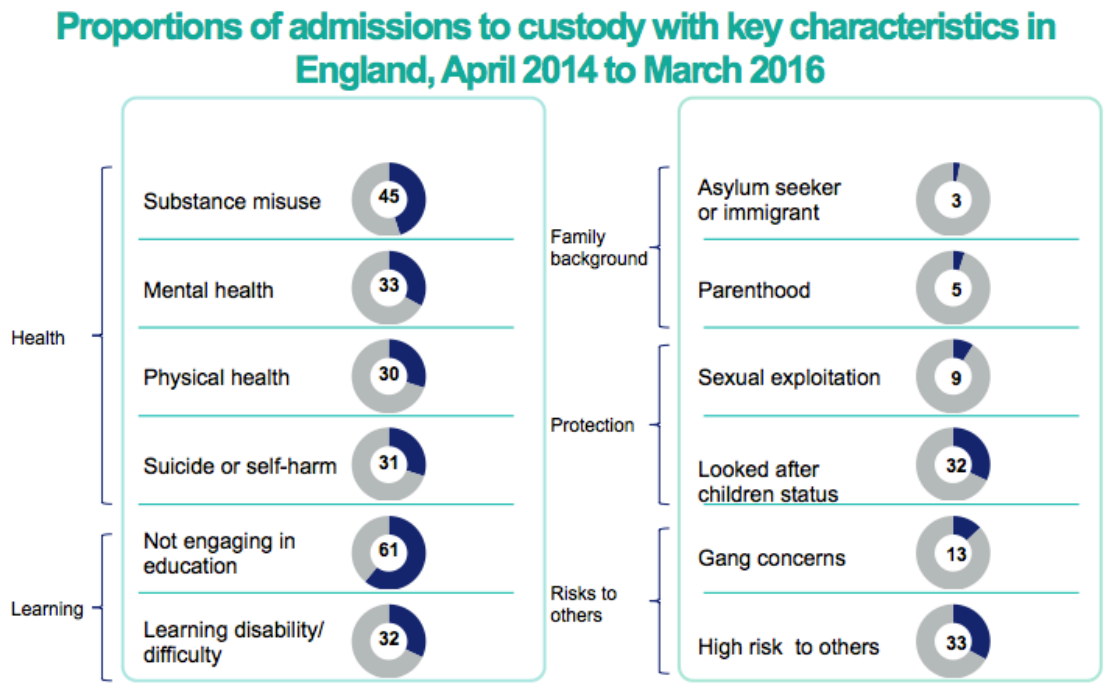 Proportions of admissions to custody with key characteristics in
England, April 2014 to March 2016
Health
Substance misuse 45
Mental health 33
Physical health 30
Suicide or self-harm 31
Learning
Not engaging in
education
61
Learning disability/
difficulty
32
Family
background
Asylum seeker
or immigrant
3
Parenthood 5
Protection
Sexual exploitation 9
Looked after
children status
32
Risks to
others
Gang concerns 13
High risk to others 33